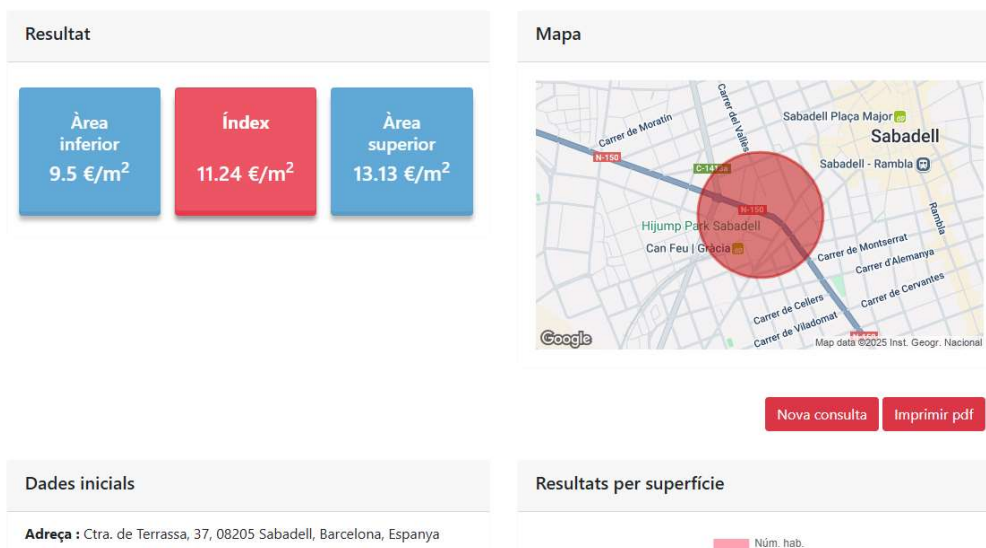 Resultat
Àrea
inferior
9.5 €/m²
Índex
11.24 €/m²
Àrea
superior
13.13 €/m²
Mapa
Carrer de Moratín
Carrer del Vallès
Sabadell Plaça Major
Sabadell
N-150
C-1413a
Sabadell - Rambla
N-150
Rambla
Hijump Park Sabadell
Can Feu | Gràcia
Carrer de Montserrat
Carrer d'Alemanya
Carrer de Cervantes
Carrer de Cellers
Carrer de Viladomat
Google
Map data ©2025 Inst. Geogr. Nacional
Nova consulta
Imprimir pdf
Dades inicials
Adreça : Ctra. de Terrassa, 37, 08205 Sabadell, Barcelona, Espanya
Resultats per superfície
Núm. hab.